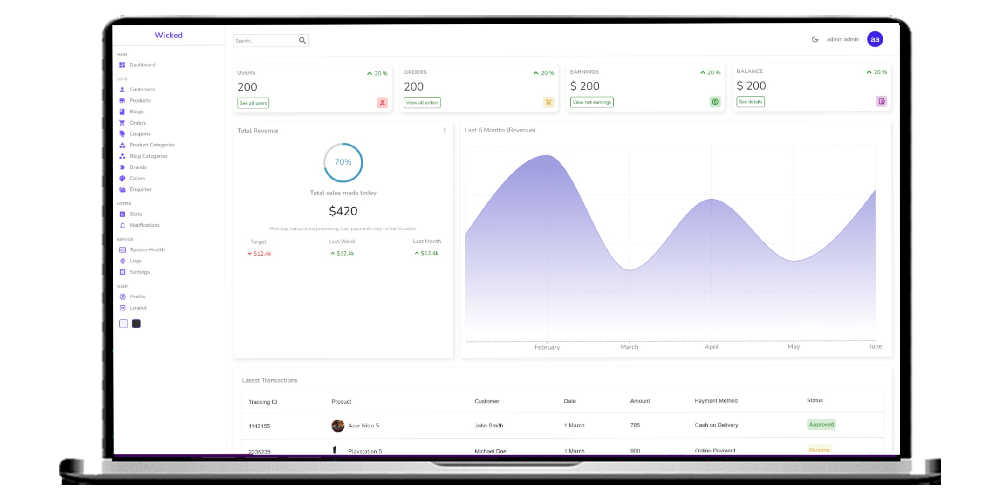 Wicked
Search...
admin admin
aa
MAIN
Dashboard
LISTS
Customers
Products
Blogs
Orders
Coupons
Product Categories
Blog Categories
Brands
Colors
Enquiries
USEFUL
Stats
Notifications
SERVICE
System Health
Logs
Settings
USER
Profile
Logout
USERS
20 %
200
See all users
ORDERS
20 %
200
View all orders
EARNINGS
20 %
$ 200
View net earnings
BALANCE
20 %
$ 200
See details
Total Revenue
70%
Total sales made today
$420
Previous transactions processing. Last payments may not be included.
Target
Last Week
Last Month
$12.4k
$12.4k
$12.4k
Last 6 Months (Revenue)
February
March
April
May
June
Latest Transactions
Tracking ID Product Customer Date Amount Payment Method Status
1143155 Acer Nitro 5 John Smith 1 March 785 Cash on Delivery Approved
2235235 Playstation 5 Michael Doe 1 March 900 Online Payment Pending